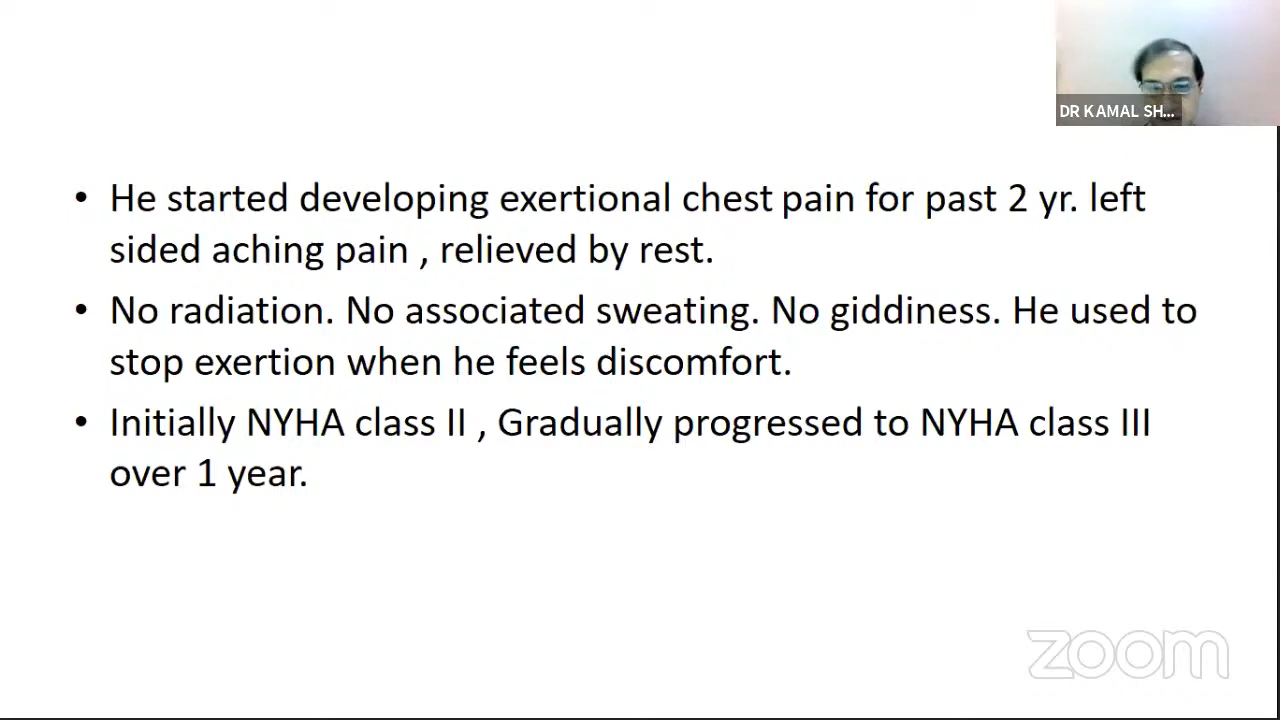 DR KAMAL SH...
• He started developing exertional chest pain for past 2 yr. left
sided aching pain , relieved by rest.
• No radiation. No associated sweating. No giddiness. He used to
stop exertion when he feels discomfort.
• Initially NYHA class II , Gradually progressed to NYHA class III
over 1 year.
zoom